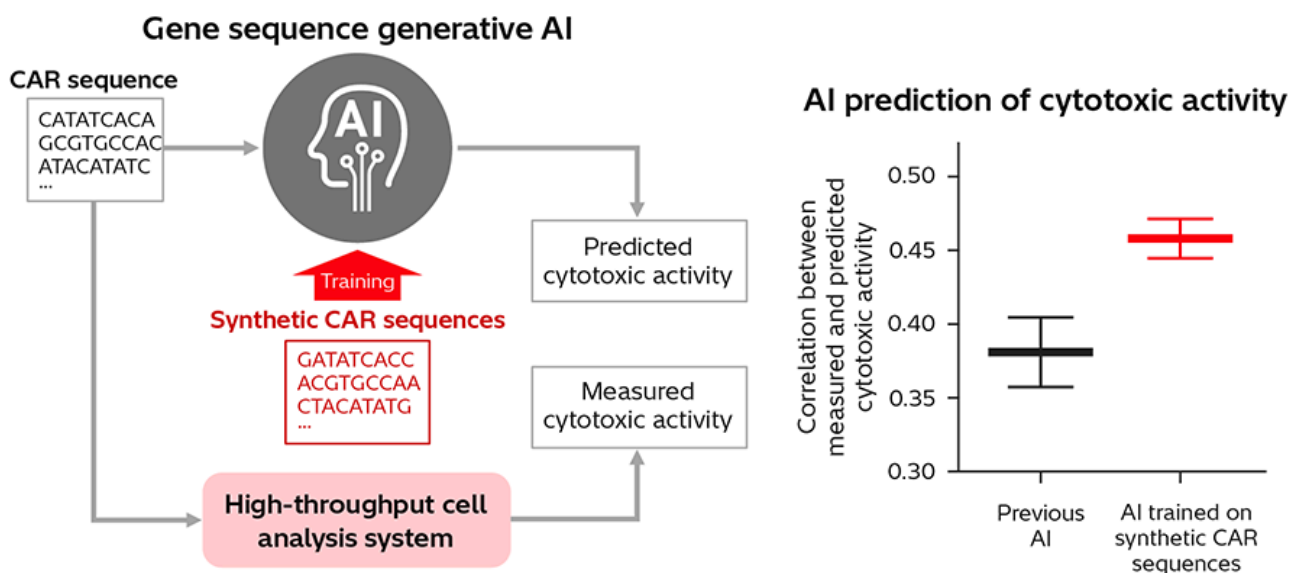 Gene sequence generative AI
CAR sequence
CATATCACA
GCGTGCCAC
ATACATATC
...
AI
Training
Synthetic CAR sequences
GATATCACC
ACGTGCCAA
CTACATATG
...
Predicted
cytotoxic activity
Measured
cytotoxic activity
High-throughput cell
analysis system
AI prediction of cytotoxic activity
Correlation between
measured and predicted
cytotoxic activity
0.50
0.45
0.40
0.35
0.30
Previous
AI
AI trained on
synthetic CAR
sequences